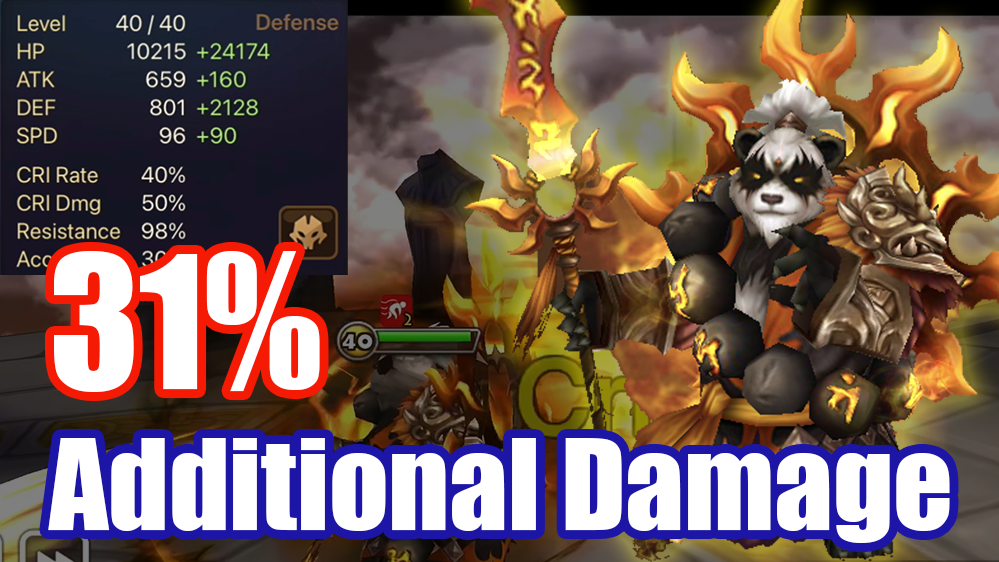 Level 40/40 Defense
HP 10215 +24174
ATK 659 +160
DEF 801 +2128
SPD 96 +90
CRI Rate 40%
CRI Dmg 50%
Resistance 98%
31%
2
40
Additional Damage